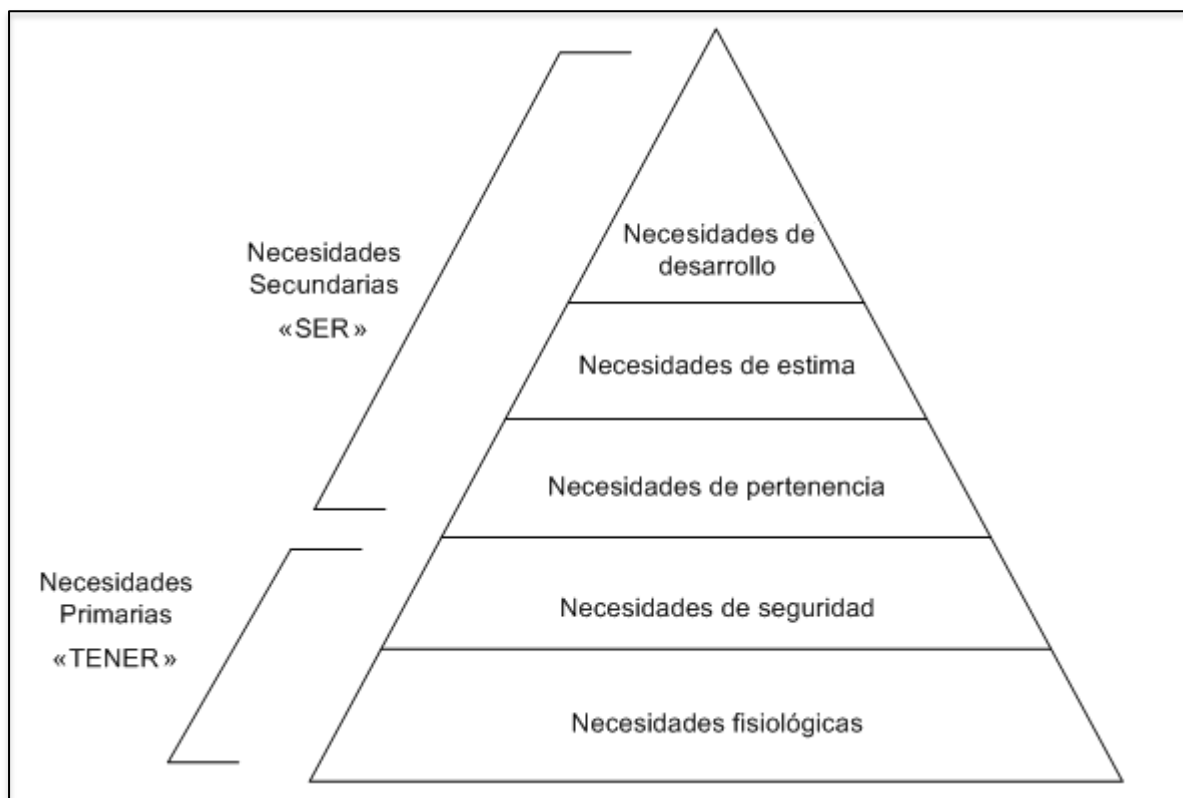 Necesidades
Secundarias
«SER»
Necesidades
Primarias
«TENER»
Necesidades de
desarrollo
Necesidades de estima
Necesidades de pertenencia
Necesidades de seguridad
Necesidades fisiológicas